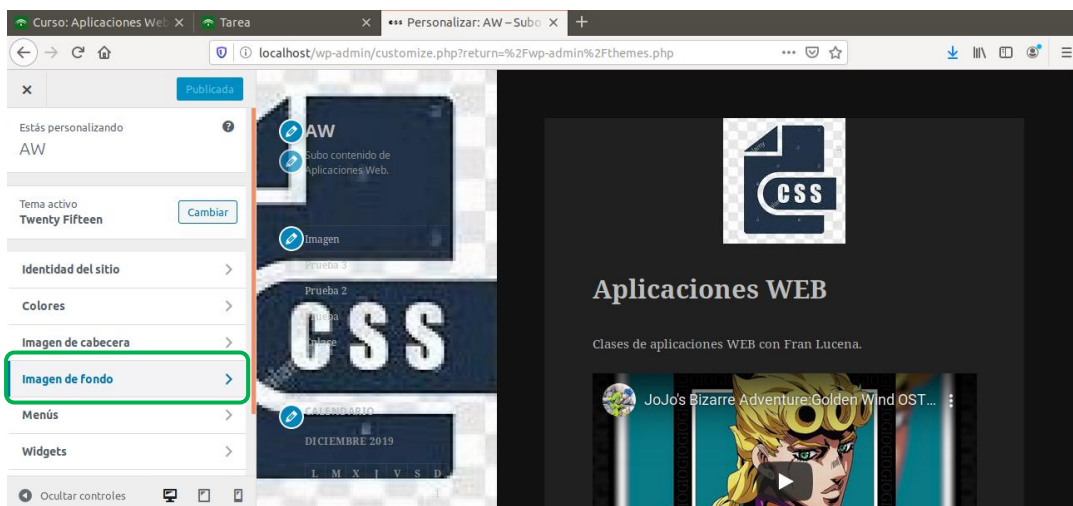 Curso: Aplicaciones Web
Tarea
Personalizar: AW – Subo
localhost/wp-admin/customize.php?return=%2Fwp-admin%2Fthemes.php
Publicada
Estás personalizando
AW
Tema activo
Twenty Fifteen
Cambiar
Identidad del sitio
Colores
Imagen de cabecera
Imagen de fondo
Menús
Widgets
Ocultar controles
AW
Subo contenido de
Aplicaciones Web.
Imagen
Prueba 3
Prueba 2
Prueba
Enlace
CSS
CALENDARIO
DICIEMBRE 2019
L M X J V S D
1
CSS
Aplicaciones WEB
Clases de aplicaciones WEB con Fran Lucena.
JoJo's Bizarre Adventure:Golden Wind OST...